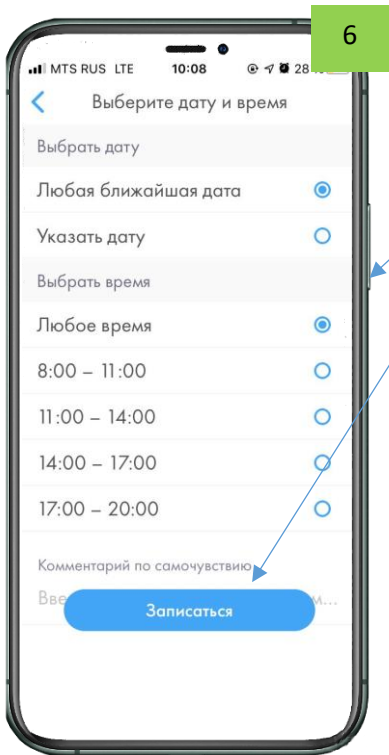 6
MTS RUS LTE 10:08 28
Выберите дату и время
Выбрать дату
Любая ближайшая дата
Указать дату
Выбрать время
Любое время
8:00 – 11:00
11:00 – 14:00
14:00 – 17:00
17:00 – 20:00
Комментарий по самочувствию
Записаться